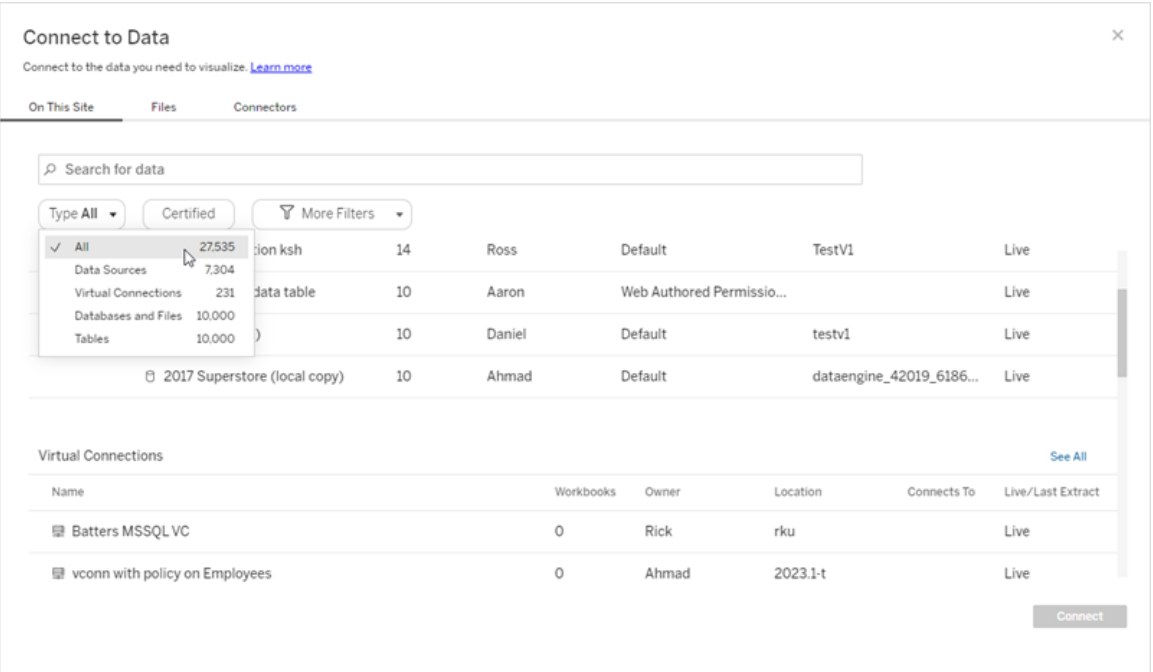 Connect to Data
Connect to the data you need to visualize. Learn more
On This Site Files Connectors
Search for data
Type All Certified More Filters
All 27,535
Data Sources 7,304
Virtual Connections 231
Databases and Files 10,000
Tables 10,000
tion ksh 14 Ross Default TestV1 Live
data table 10 Aaron Web Authored Permissio... Live
) 10 Daniel Default testv1 Live
2017 Superstore (local copy) 10 Ahmad Default dataengine_42019_6186... Live
Virtual Connections See All
Name Workbooks Owner Location Connects To Live/Last Extract
Batters MSSQL VC 0 Rick rku Live
vconn with policy on Employees 0 Ahmad 2023.1-t Live
Connect